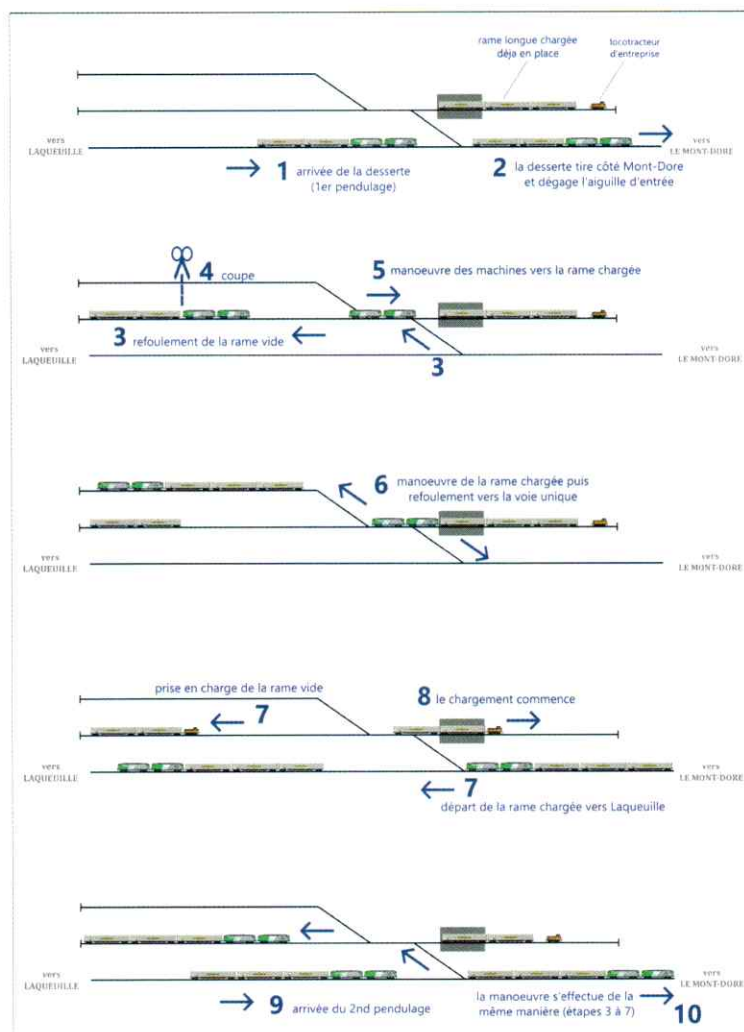 rame longue chargée
déja en place
locotracteur
d'entreprise
vers
LAQUEUILLE
vers
LE MONT-DORE
1 arrivée de la desserte
(1er pendulage)
2 la desserte tire côté Mont-Dore
et dégage l'aiguille d'entrée
4 coupe
5 manoeuvre des machines vers la rame chargée
3 refoulement de la rame vide
3
vers
LAQUEUILLE
vers
LE MONT-DORE
6 manoeuvre de la rame chargée puis
refoulement vers la voie unique
vers
LAQUEUILLE
vers
LE MONT-DORE
prise en charge de la rame vide
7
8 le chargement commence
vers
LAQUEUILLE
vers
LE MONT-DORE
7
départ de la rame chargée vers Laqueuille
vers
LAQUEUILLE
vers
LE MONT-DORE
9 arrivée du 2nd pendulage
la manoeuvre s'effectue de la
même manière (étapes 3 à 7) 10